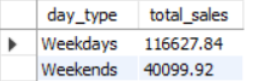 day_type total_sales
Weekdays 116627.84
Weekends 40099.92